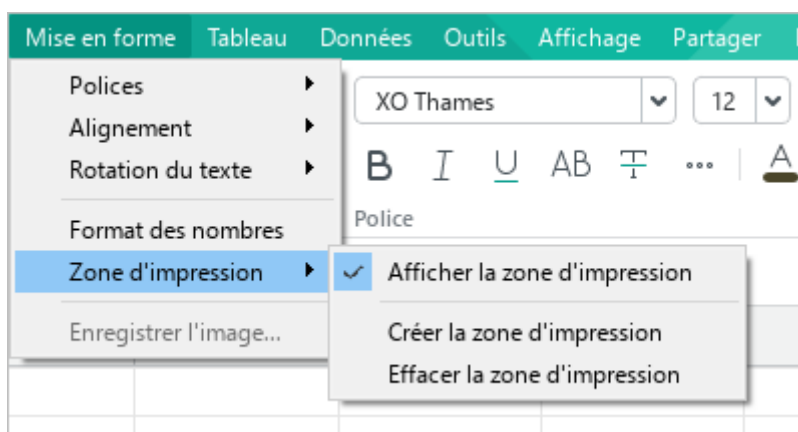 Mise en forme Tableau Données Outils Affichage Partager
Polices
Alignement
Rotation du texte
Format des nombres
Zone d'impression
Enregistrer l'image...
XO Thames 12
B I U AB T ••• A
Police
Afficher la zone d'impression
Créer la zone d'impression
Effacer la zone d'impression